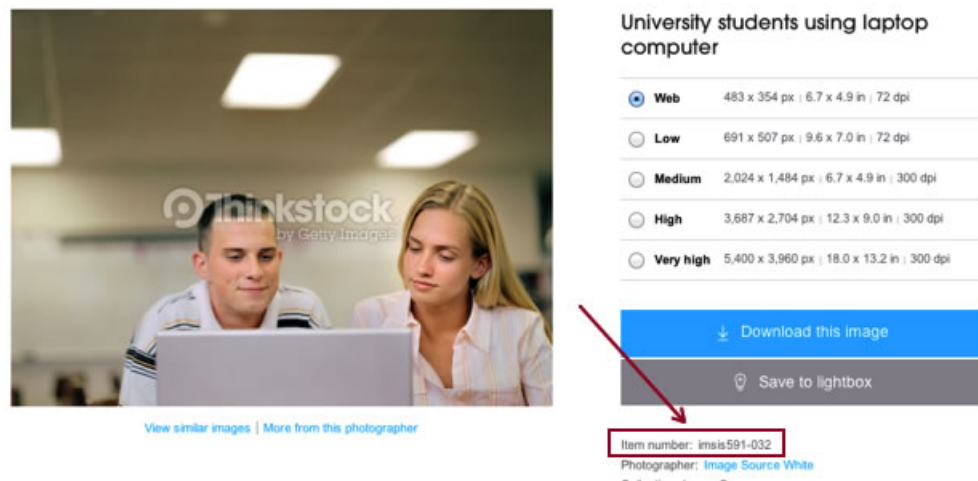 University students using laptop
computer
Web 483 x 354 px | 6.7 x 4.9 in | 72 dpi
Low 691 x 507 px | 9.6 x 7.0 in | 72 dpi
Medium 2,024 x 1,484 px | 6.7 x 4.9 in | 300 dpi
High 3,687 x 2,704 px | 12.3 x 9.0 in | 300 dpi
Very high 5,400 x 3,960 px | 18.0 x 13.2 in | 300 dpi
Thinkstock
by Getty Images
Download this image
Save to lightbox
View similar images | More from this photographer
Item number: imsis591-032
Photographer: Image Source White